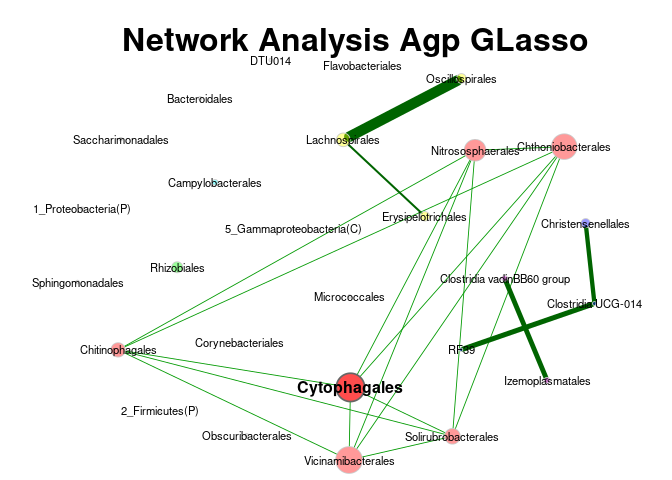 Network Analysis Agp GLasso
DTU014
Flavobacteriales
Oscillospirales
Bacteroidales
Saccharimonadales
Lachnospirales
Nitrososphaerales
Chthoniobacterales
Campylobacterales
1_Proteobacteria(P)
Erysipelotrichales
Christensenellales
5_Gammaproteobacteria(C)
Rhizobiales
Sphingomonadales
Clostridia vadinBB60 group
Micrococcales
Clostridia UCG-014
Corynebacteriales
Chitinophagales
RF39
Cytophagales
Izemoplasmatales
2_Firmicutes(P)
Obscuribacterales
Solirubrobacterales
Vicinamibacterales